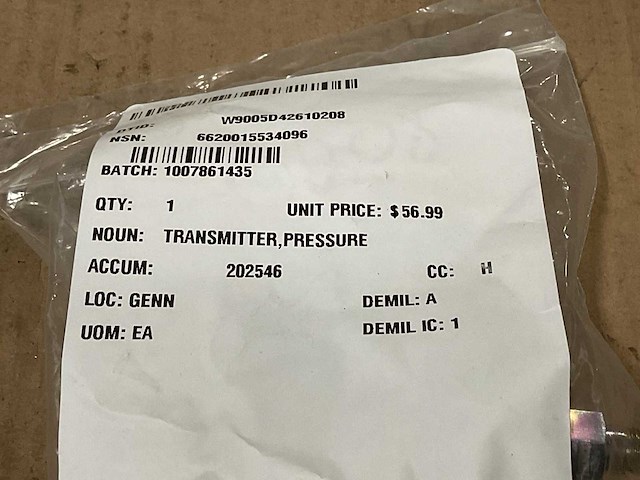 DTID: W9005D42610208
NSN: 6620015534096
BATCH: 1007861435
QTY: 1 UNIT PRICE: $56.99
NOUN: TRANSMITTER,PRESSURE
ACCUM: 202546 CC: H
LOC: GENN DEMIL: A
UOM: EA DEMIL IC: 1